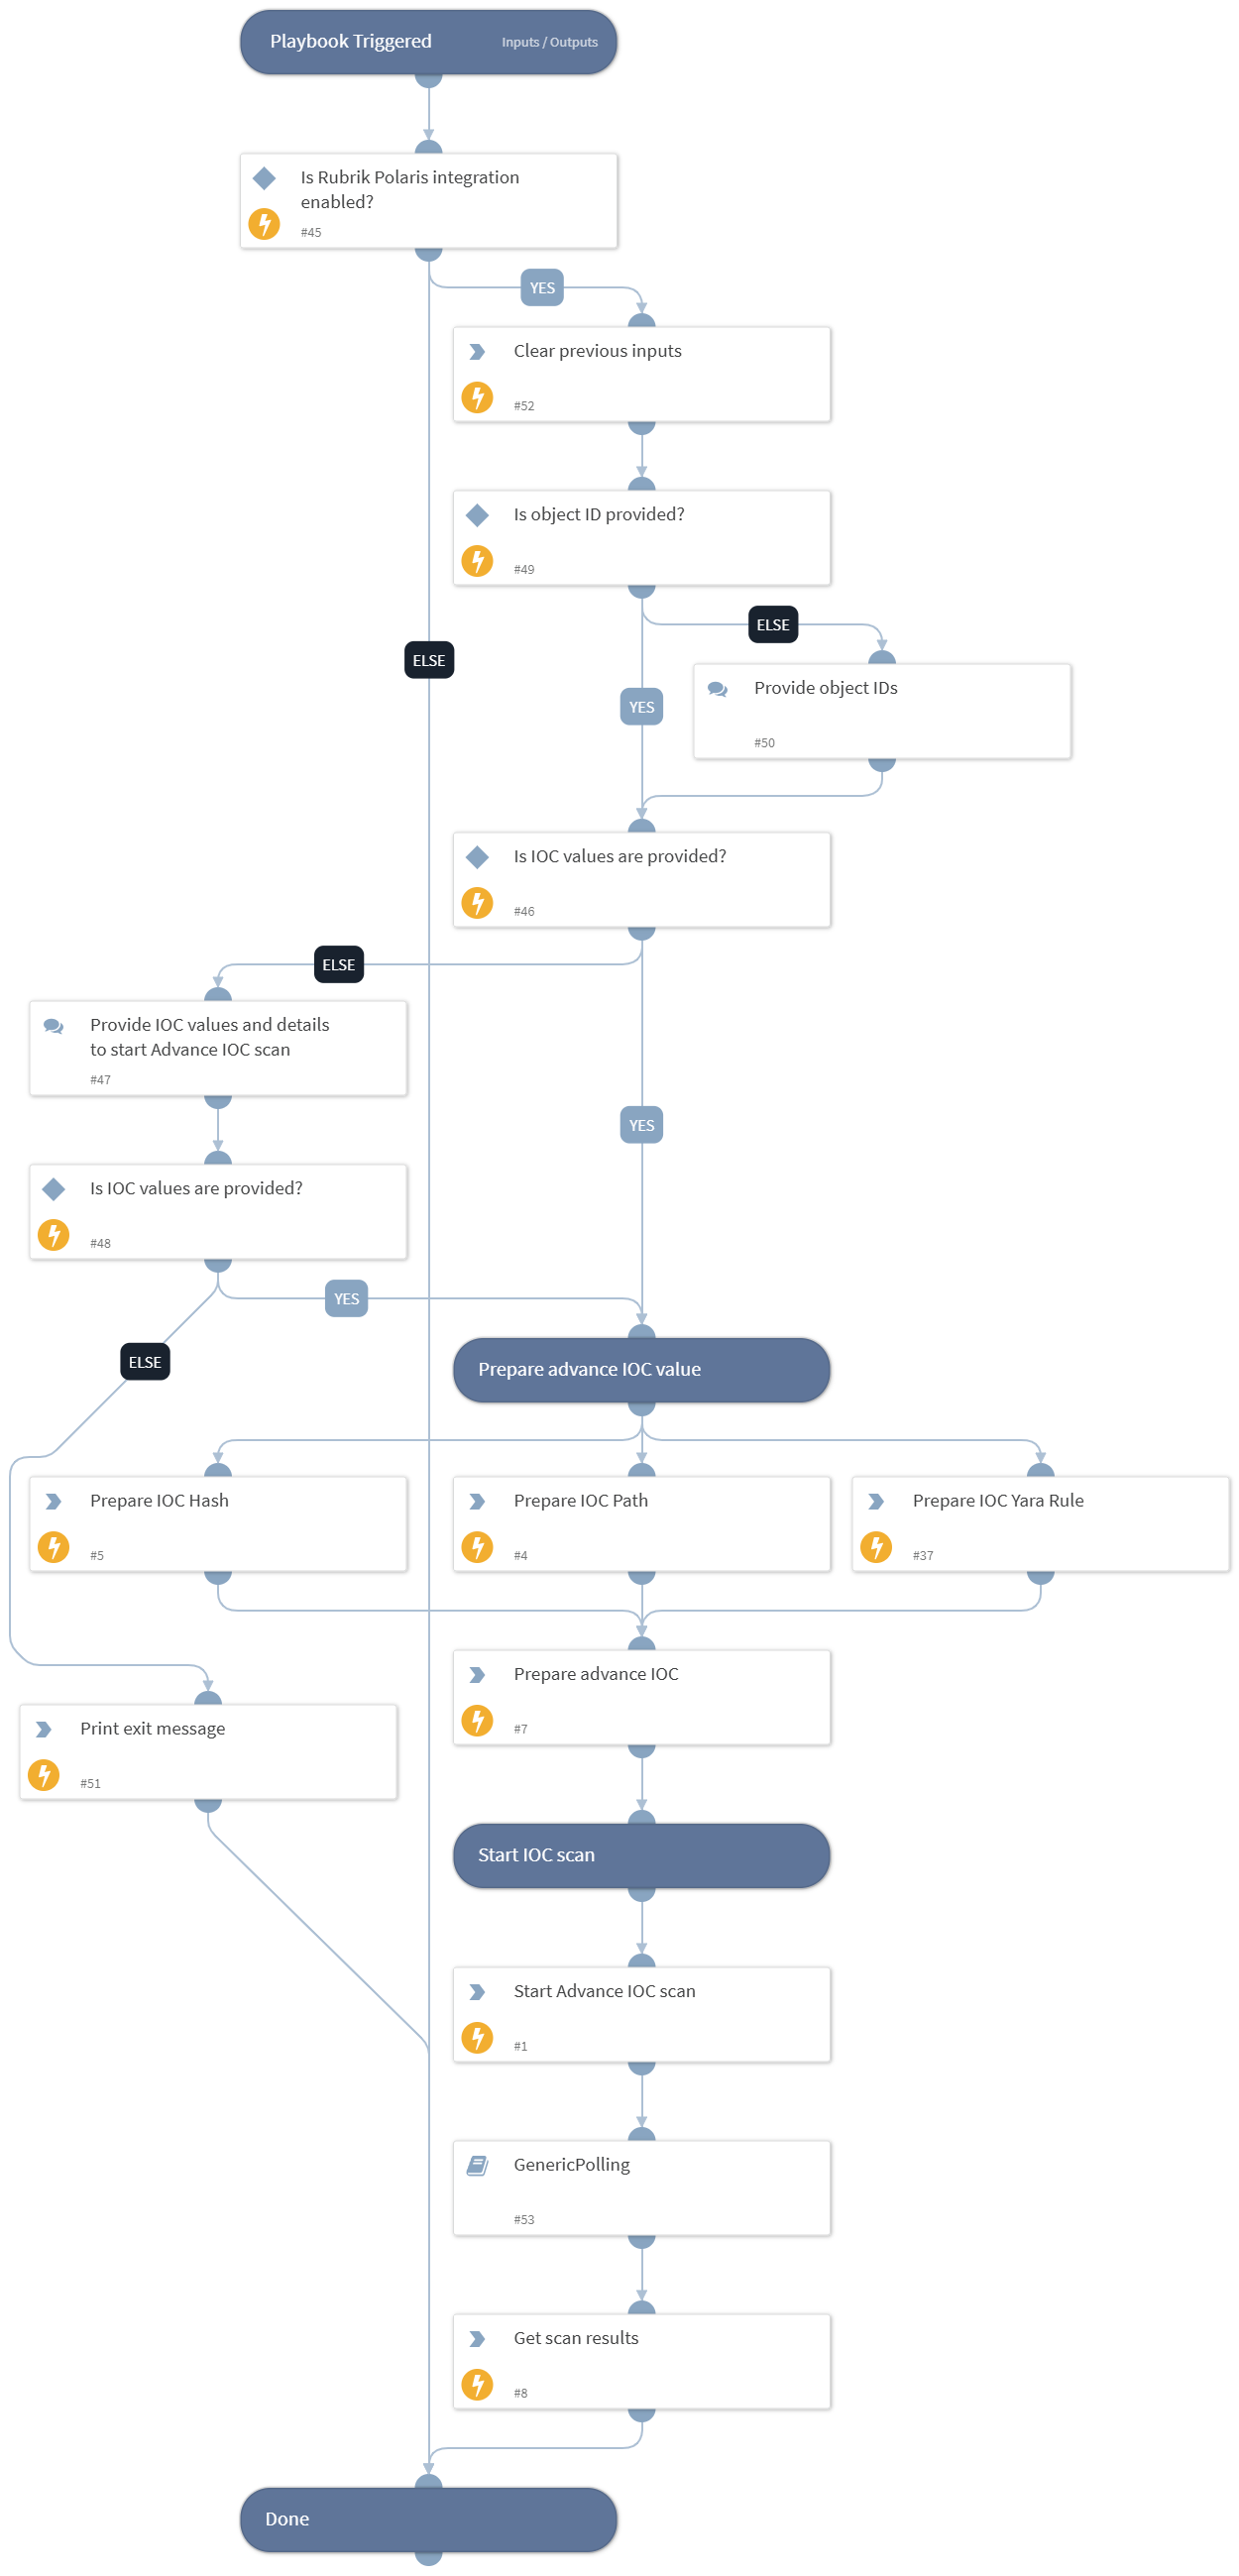 Playbook Triggered
Inputs / Outputs
Is Rubrik Polaris integration
enabled?
#45
YES
Clear previous inputs
#52
Is object ID provided?
#49
ELSE
ELSE
Provide object IDs
#50
YES
Is IOC values are provided?
#46
ELSE
Provide IOC values and details
to start Advance IOC scan
#47
YES
Is IOC values are provided?
#48
YES
ELSE
Prepare advance IOC value
Prepare IOC Hash
#5
Prepare IOC Path
#4
Prepare IOC Yara Rule
#37
Prepare advance IOC
#7
Print exit message
#51
Start IOC scan
Start Advance IOC scan
#1
GenericPolling
#53
Get scan results
#8
Done